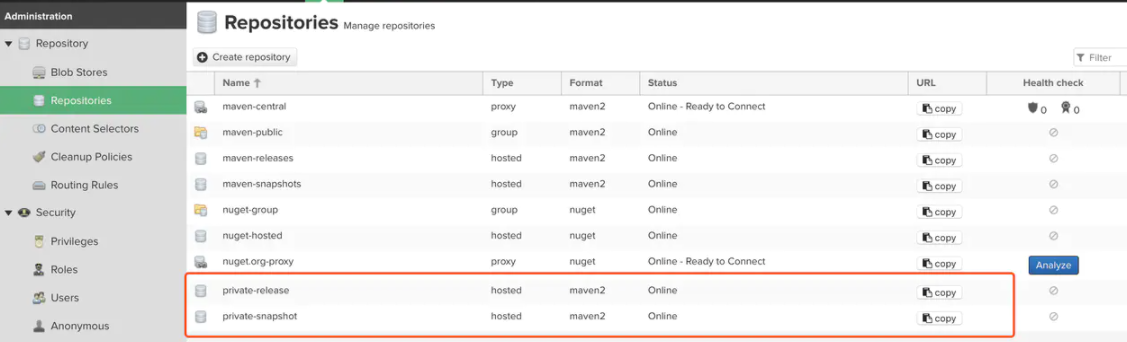 Administration
Repository
Blob Stores
Repositories
Content Selectors
Cleanup Policies
Routing Rules
Security
Privileges
Roles
Users
Anonymous
Repositories Manage repositories
Create repository
Filter
Name Type Format Status URL Health check
maven-central proxy maven2 Online - Ready to Connect copy 0 0
maven-public group maven2 Online copy
maven-releases hosted maven2 Online copy
maven-snapshots hosted maven2 Online copy
nuget-group group nuget Online copy
nuget-hosted hosted nuget Online copy
nuget.org-proxy proxy nuget Online - Ready to Connect copy Analyze
private-release hosted maven2 Online copy
private-snapshot hosted maven2 Online copy